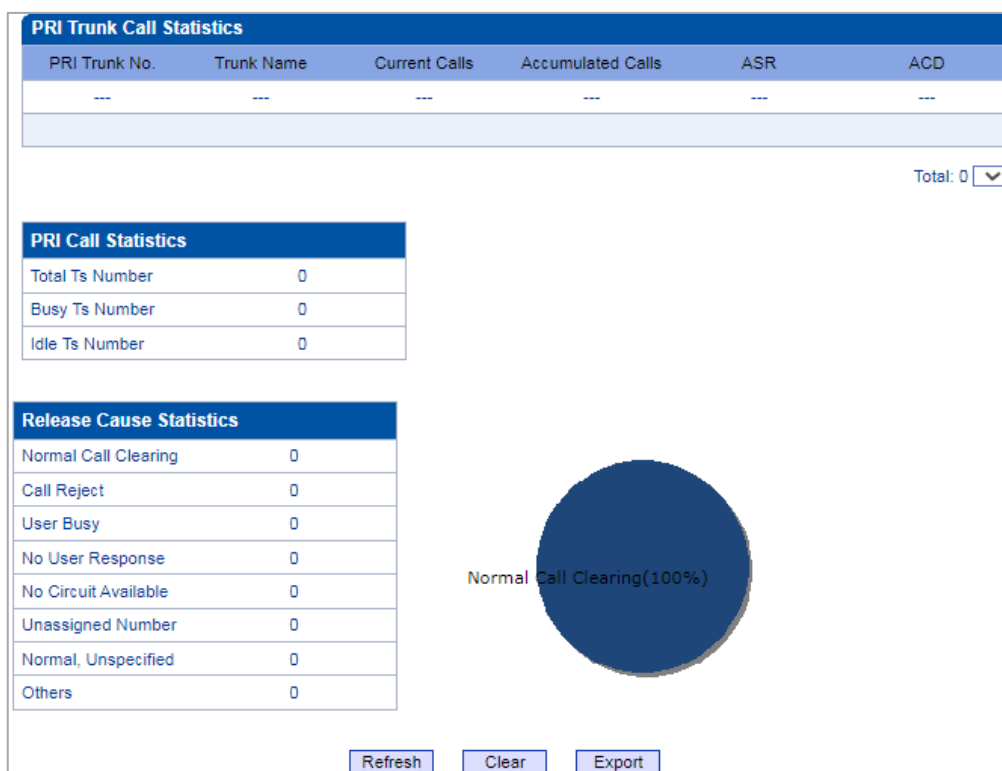 PRI Trunk Call Statistics
PRI Trunk No. Trunk Name Current Calls Accumulated Calls ASR ACD
--- --- --- --- --- ---
Total: 0
PRI Call Statistics
Total Ts Number 0
Busy Ts Number 0
Idle Ts Number 0
Release Cause Statistics
Normal Call Clearing 0
Call Reject 0
User Busy 0
No User Response 0
No Circuit Available 0
Unassigned Number 0
Normal, Unspecified 0
Others 0
Normal Call Clearing(100%)
Refresh Clear Export